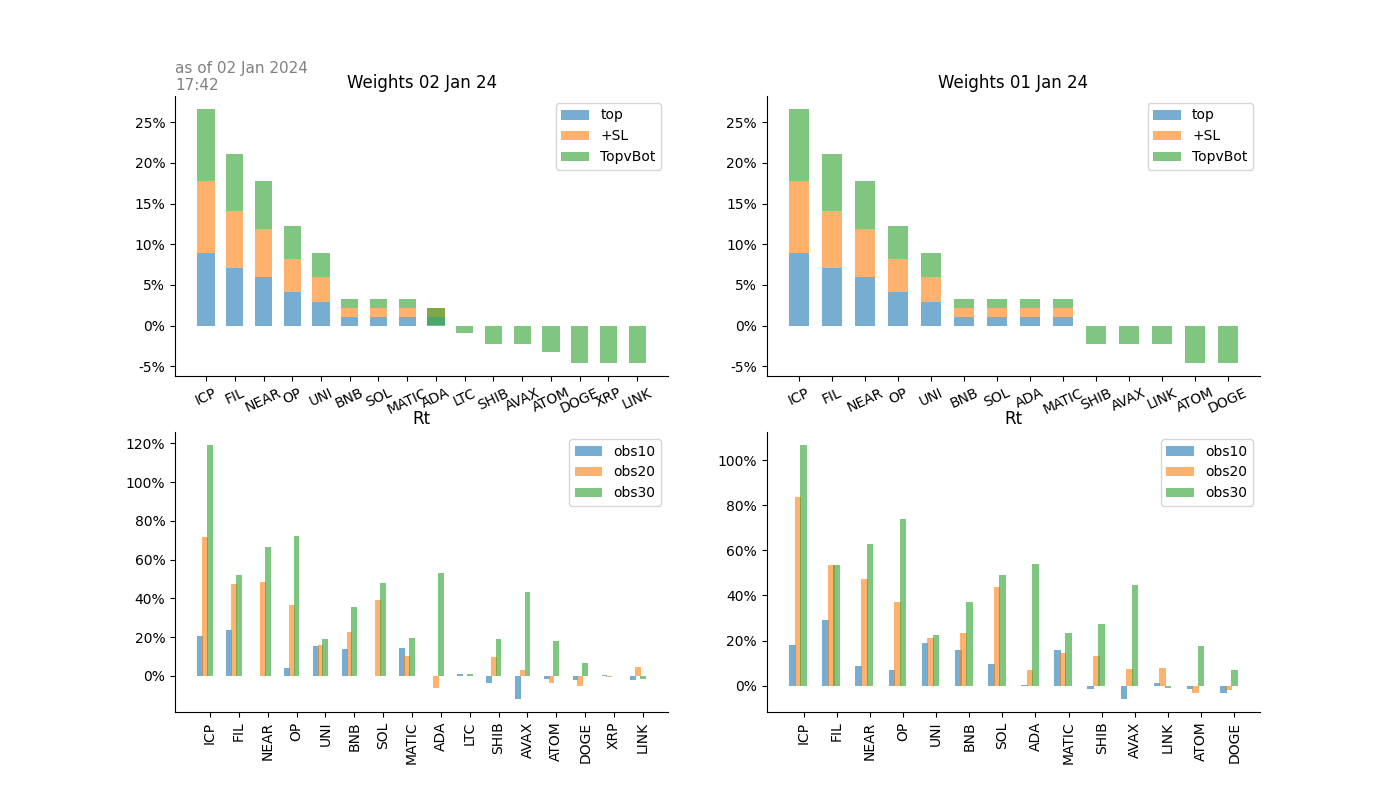 as of 02 Jan 2024
17:42
Weights 02 Jan 24
25%
20%
15%
10%
5%
0%
-5%
top
+SL
TopvBot
ICP FIL NEAR OP UNI BNB SOL MATIC ADA LTC SHIB AVAX ATOM DOGE XRP LINK
Weights 01 Jan 24
25%
20%
15%
10%
5%
0%
-5%
top
+SL
TopvBot
ICP FIL NEAR OP UNI BNB SOL ADA MATIC SHIB AVAX LINK ATOM DOGE
Rt
120%
100%
80%
60%
40%
20%
0%
obs10
obs20
obs30
ICP FIL NEAR OP UNI BNB SOL MATIC ADA LTC SHIB AVAX ATOM DOGE XRP LINK
Rt
100%
80%
60%
40%
20%
0%
obs10
obs20
obs30
ICP FIL NEAR OP UNI BNB SOL ADA MATIC SHIB AVAX LINK ATOM DOGE